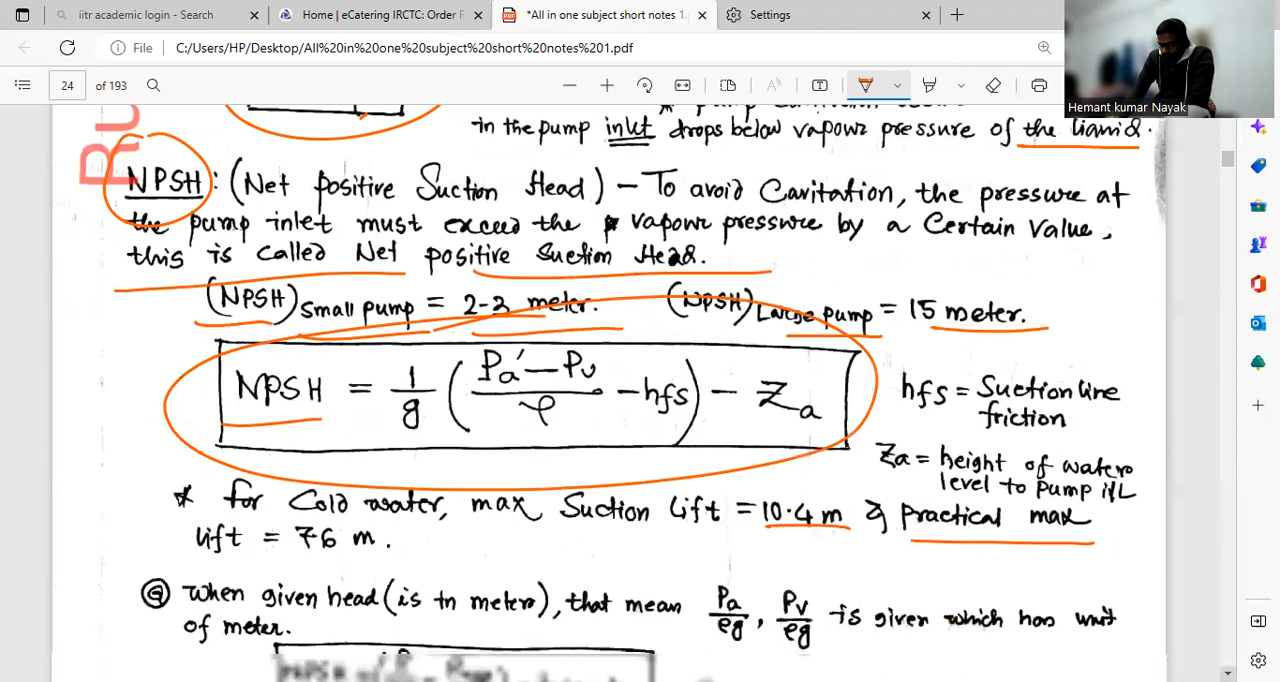 iitr academic login - Search
Home | eCatering IRCTC: Order F
*All in one subject short notes 1.
Settings
File
C:/Users/HP/Desktop/All%20in%20one%20subject%20short%20notes%201.pdf
24 of 193
Hemant kumar Nayak
in the pump inlet drops below vapour pressure of the liquid.
NPSH : (Net positive Suction Head) - To avoid Cavitation, the pressure at
the pump inlet must exceed the vapour pressure by a Certain Value,
this is called Net positive Suction Head.
(NPSH) Small pump = 2-3 meter. (NPSH) Large pump = 15 meter.
NPSH = 1/g (Pa' - Pv / ρ - hfs) - Za
hfs = Suction line
friction
Za = height of water
level to pump i/L
* for Cold water, max Suction lift = 10.4 m & practical max
lift = 7.6 m.
@ When given head (is in meter), that mean Pa/ρg, Pv/ρg is given which has unit
of meter.